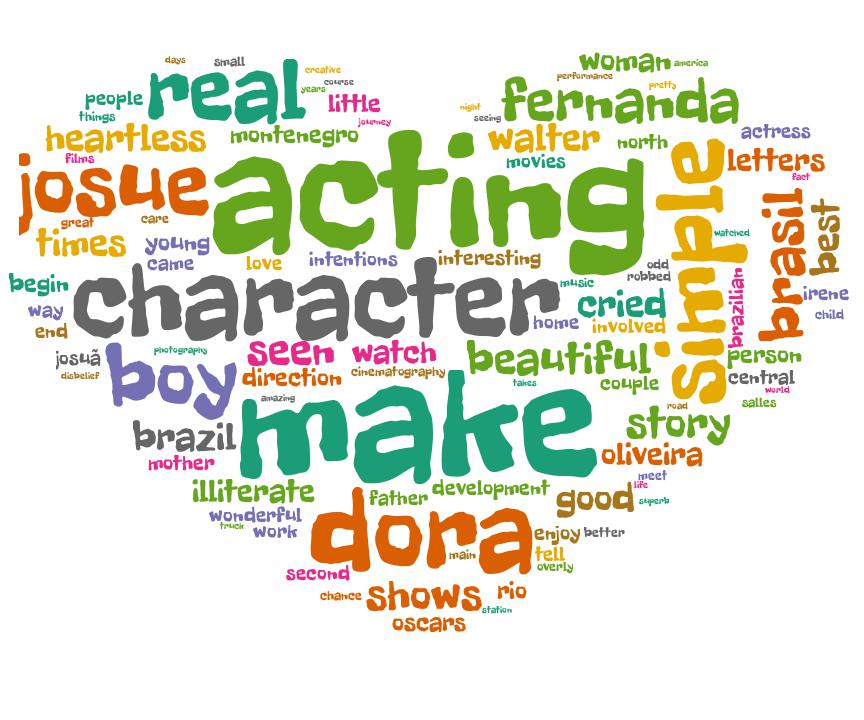 days
small
creative
woman
america
performance
real
course
pretty
people
years
little
fernanda
things
journey
night
seeing
heartless
montenegro
walter
north
actress
films
movies
josue
acting
simple
letters
fact
great
care
times
young
came
love
intentions
interesting
watched
brasil
best
begin
character
odd
robbed
music
way
home
cried
involved
brazilian
irene
child
end
josuã
disbelief
photography
boy
seen
watch
direction
cinematography
beautiful
takes
couple
person
central
world
salles
road
amazing
make
brazil
mother
story
oliveira
illiterate
father
development
good
meet
life
superb
wonderful
truck
work
dora
main
enjoy
better
tell
overly
second
chance
shows
rio
station
oscars